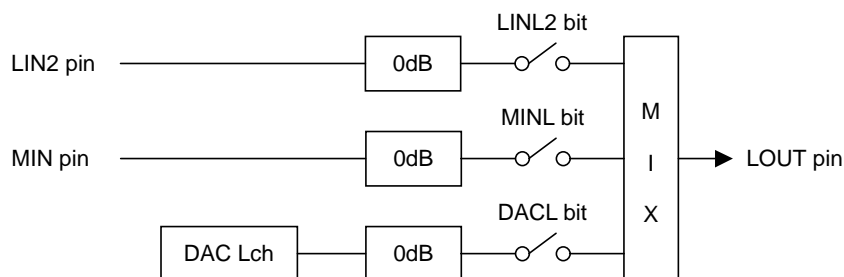 LINL2 bit
LIN2 pin
0dB
MINL bit
M
MIN pin
0dB
I
LOUT pin
DACL bit
X
DAC Lch
0dB